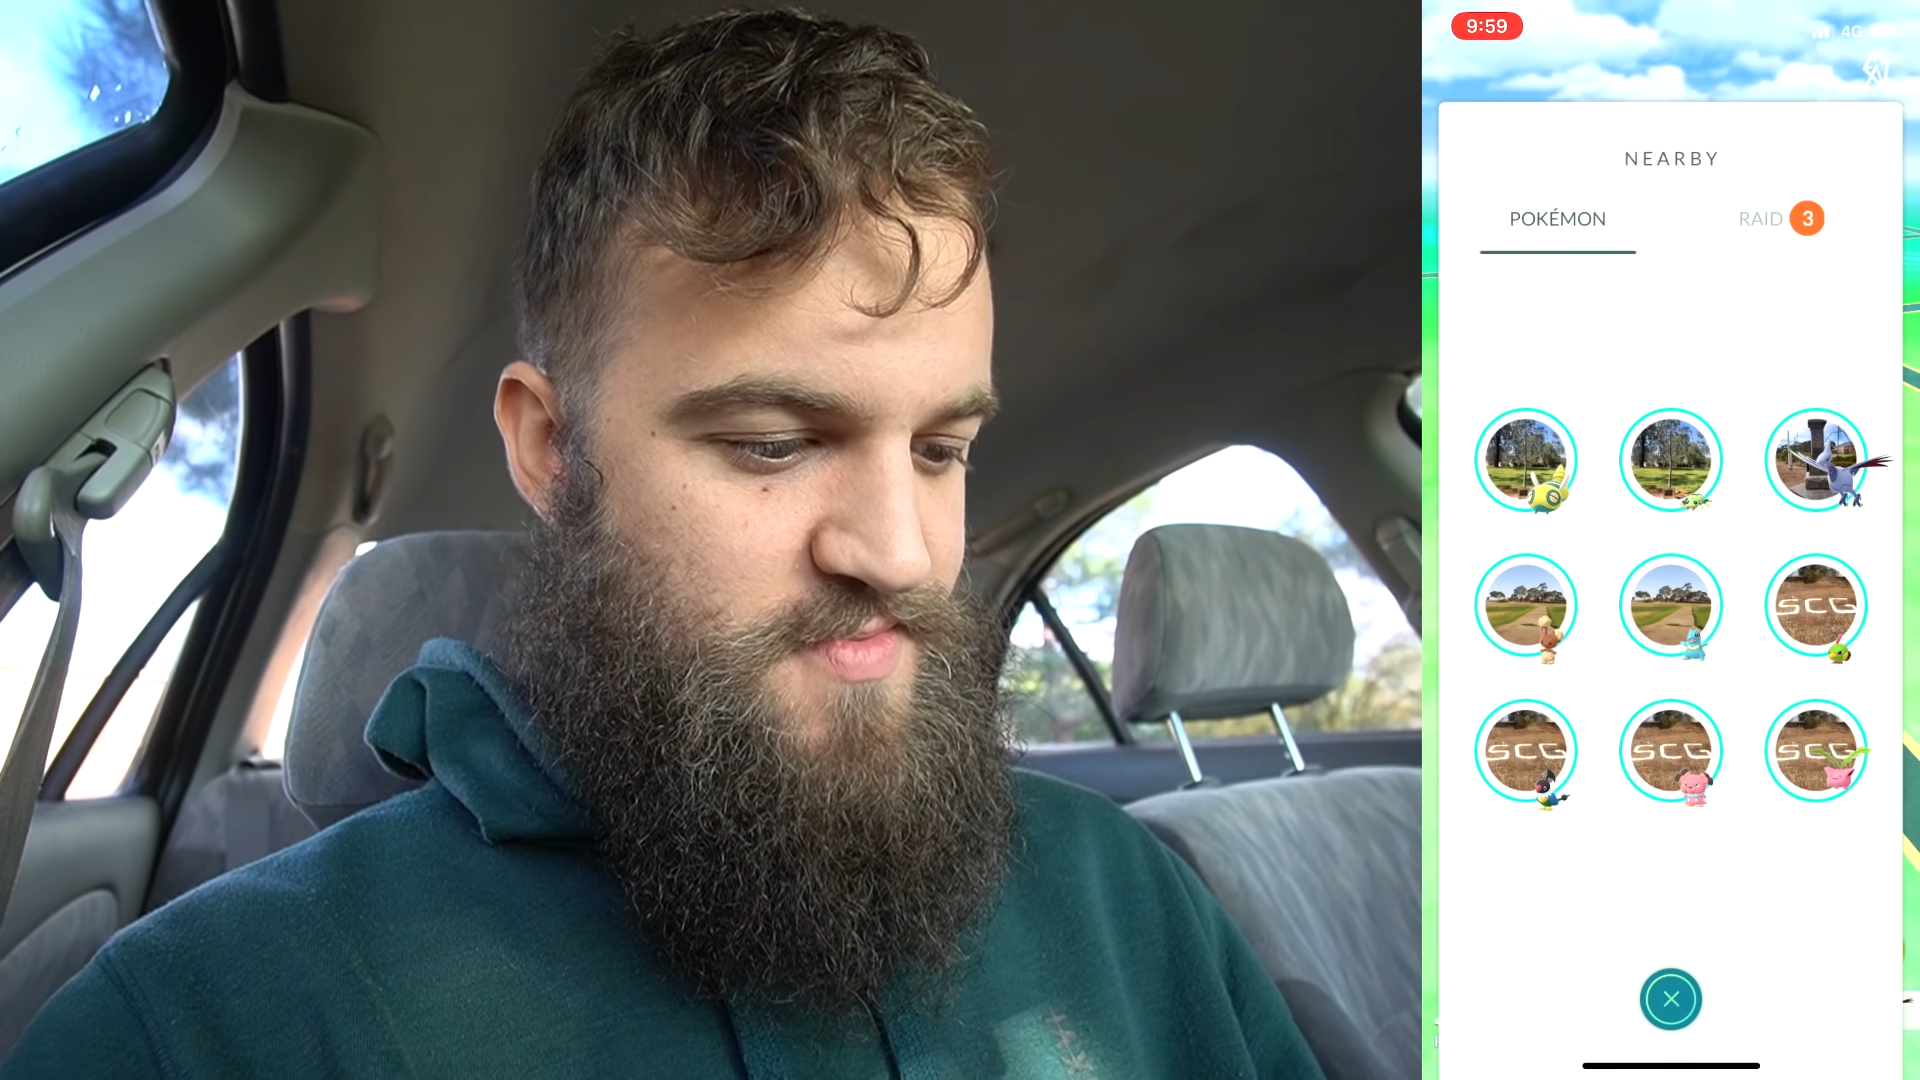 9:59
4G
NEARBY
POKÉMON
RAID 3
SCG
SCG
SCG
SCG